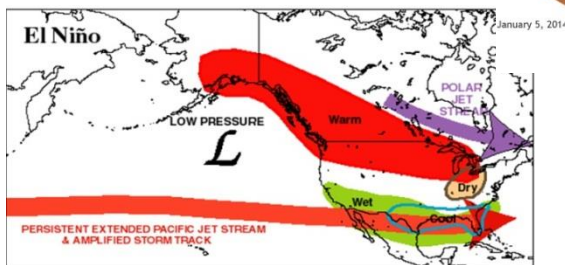 El Niño
January 5, 2014
POLAR
JET
STREAM
LOW PRESSURE
L
Warm
Dry
Wet
Cool
PERSISTENT EXTENDED PACIFIC JET STREAM
& AMPLIFIED STORM TRACK